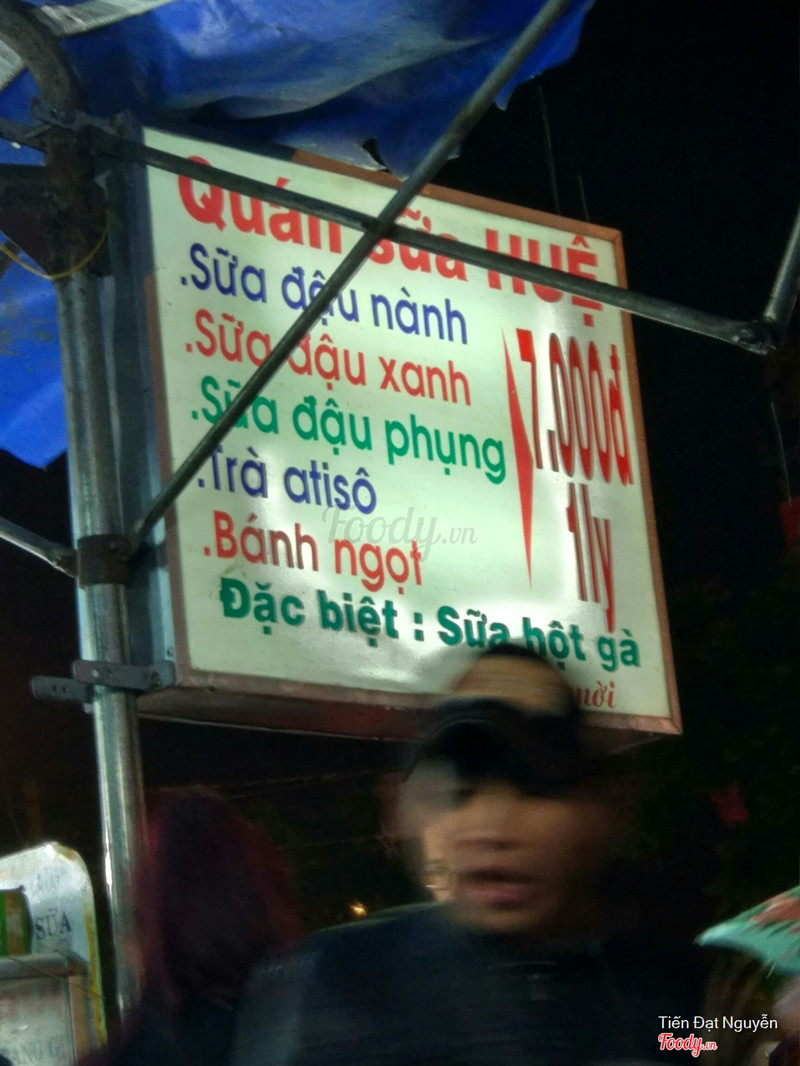 Quán sữa HUỆ
.Sữa đậu nành
.Sữa đậu xanh
.Sữa đậu phụng
.Trà atisô
.Bánh ngọt
7.000đ
1ly
Đặc biệt : Sữa hột gà
Foody.vn
SỮA
Tiến Đạt Nguyễn
Foody.vn